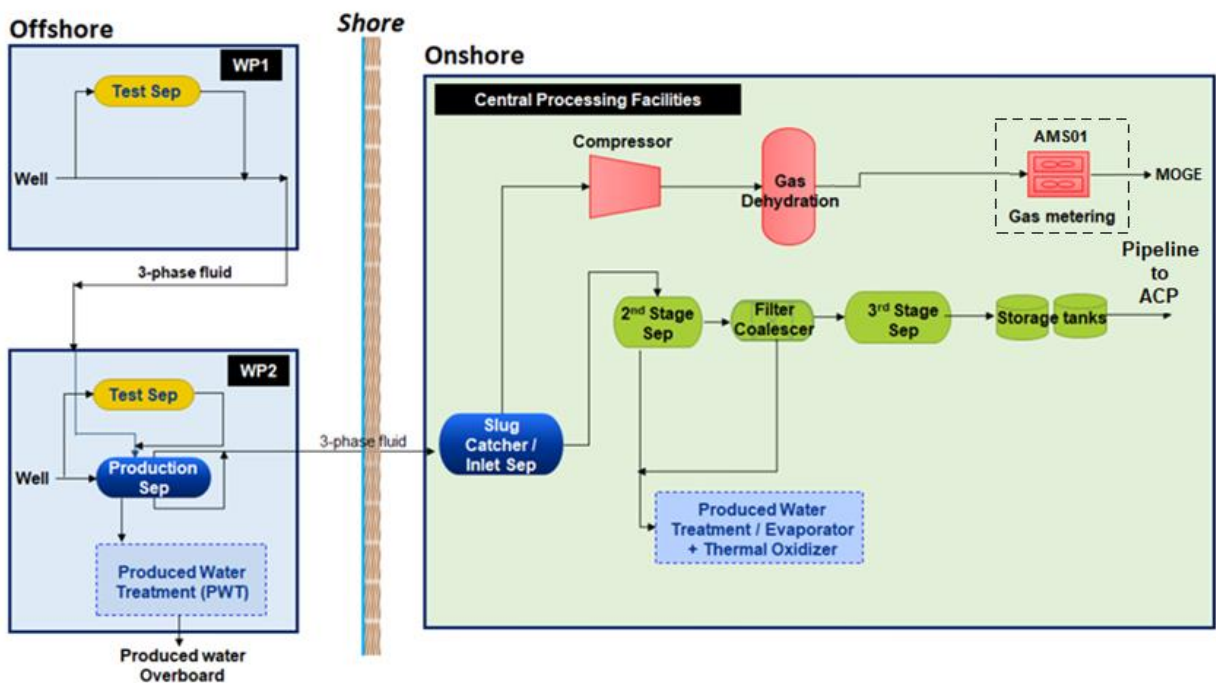 Offshore
Shore
Onshore
WP1
Test Sep
Well
3-phase fluid
WP2
Test Sep
Well
Production
Sep
Produced Water
Treatment (PWT)
Produced water
Overboard
3-phase fluid
Central Processing Facilities
Compressor
Gas
Dehydration
AMS01
Gas metering
MOGE
Pipeline
to
ACP
2nd Stage
Sep
Filter
Coalescer
3rd Stage
Sep
Storage tanks
Slug
Catcher /
Inlet Sep
Produced Water
Treatment / Evaporator
+ Thermal Oxidizer